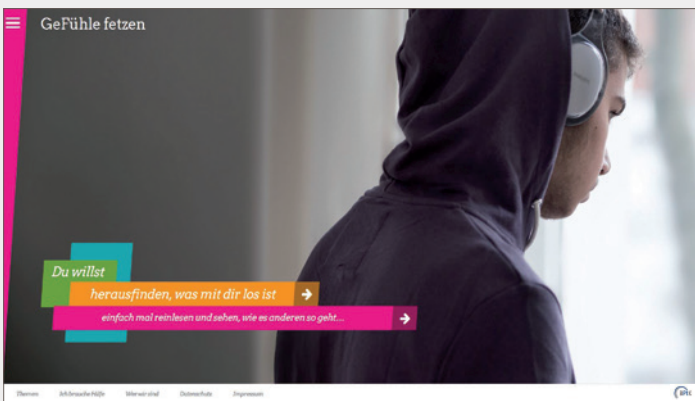 GeFühle fetzen
Du willst
herausfinden, was mit dir los ist
einfach mal reinlesen und sehen, wie es anderen so geht...
Themen Ich brauche Hilfe Wer wir sind Datenschutz Impressum